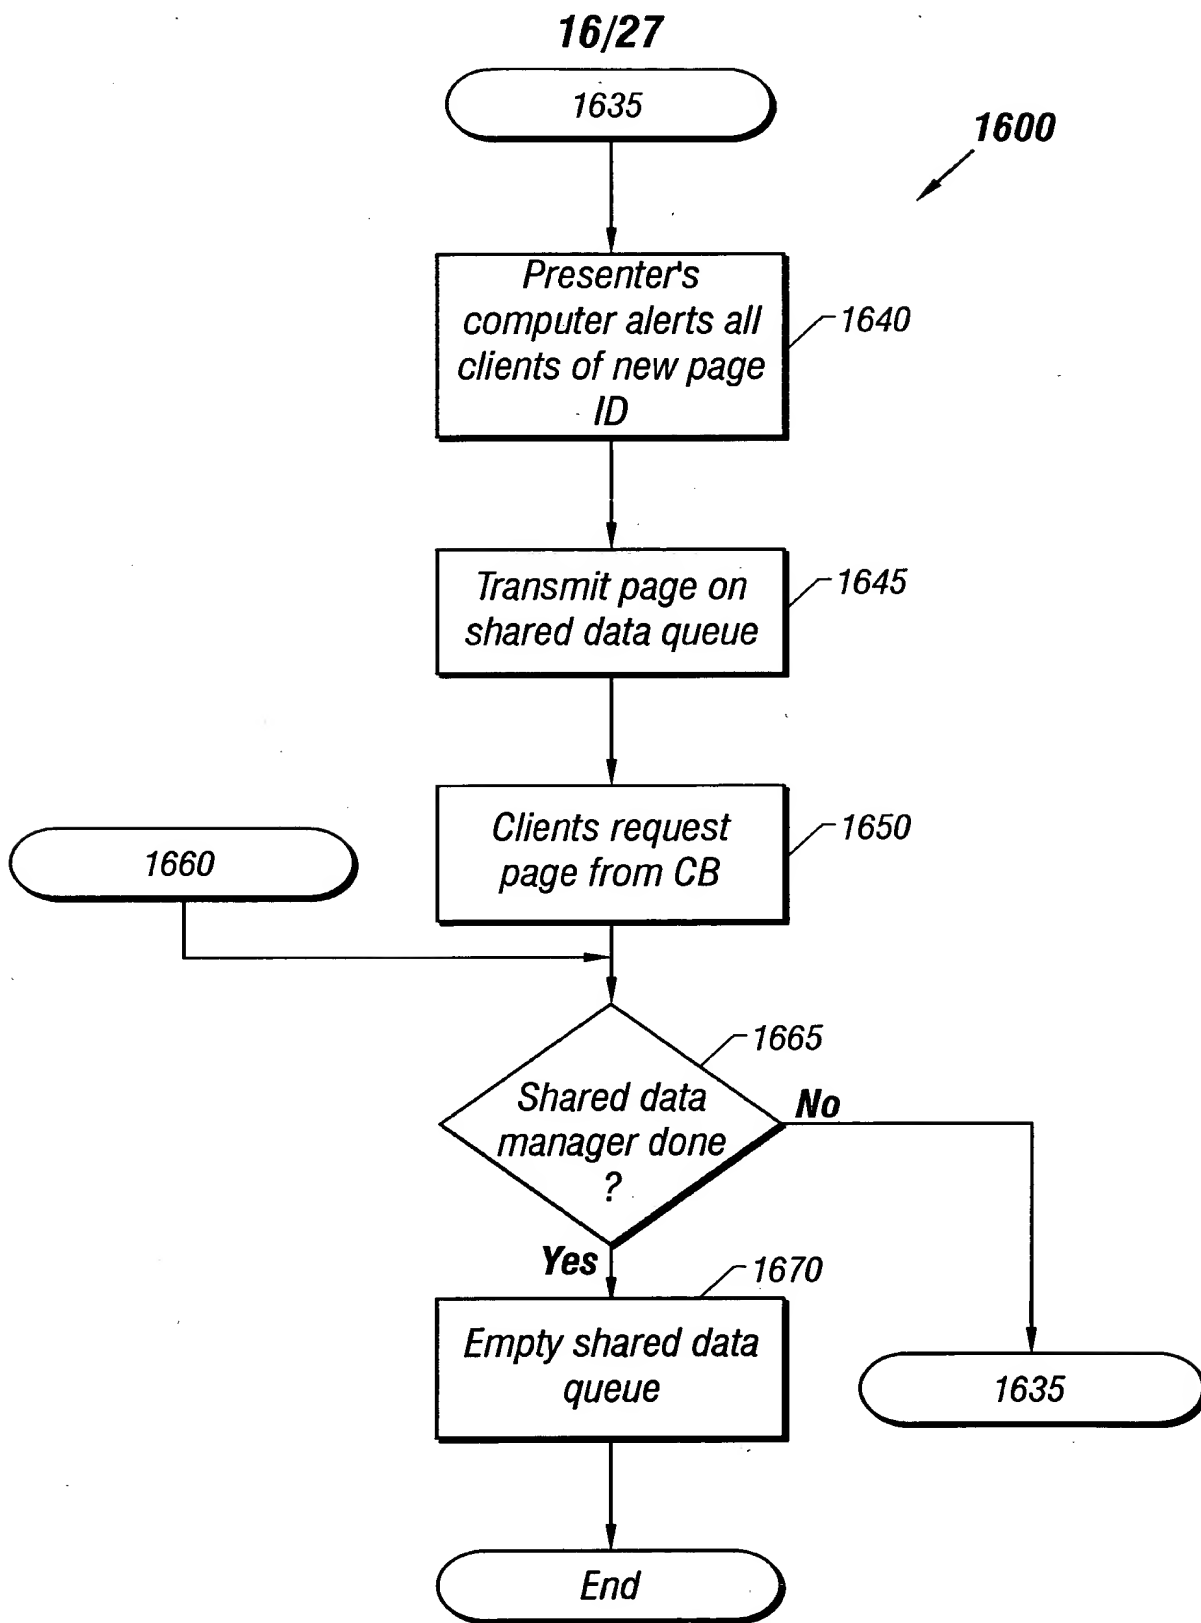 16/27
1635
1600
Presenter's
computer alerts all
clients of new page
ID
1640
Transmit page on
shared data queue
1645
Clients request
page from CB
1650
1660
1665
Shared data
manager done
?
No
Yes
1670
Empty shared data
queue
1635
End